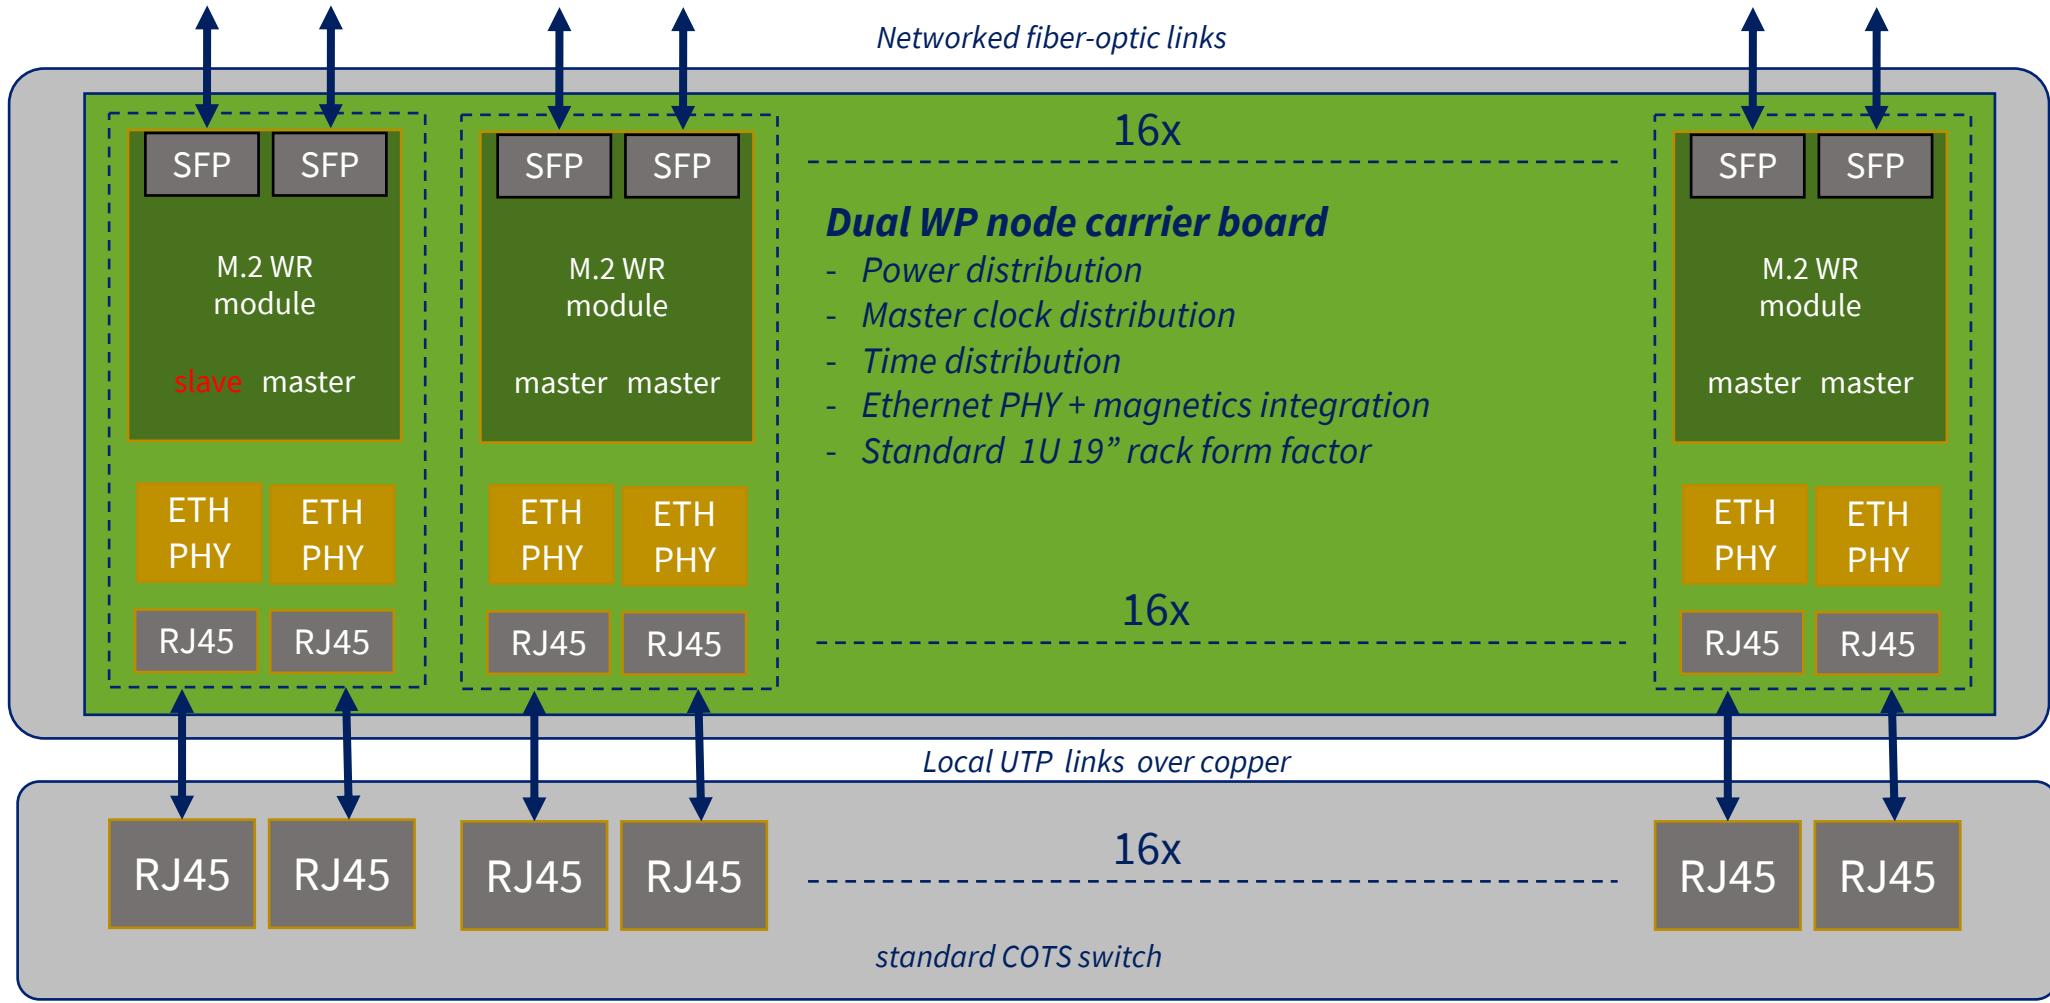 Networked fiber-optic links
SFP SFP SFP SFP 16x SFP SFP
Dual WP node carrier board
- Power distribution
- Master clock distribution
- Time distribution
- Ethernet PHY + magnetics integration
- Standard 1U 19” rack form factor
M.2 WR
module
slave master
M.2 WR
module
master master
M.2 WR
module
master master
ETH
PHY
ETH
PHY
ETH
PHY
ETH
PHY
ETH
PHY
ETH
PHY
16x
RJ45 RJ45 RJ45 RJ45 RJ45 RJ45
Local UTP links over copper
RJ45 RJ45 RJ45 RJ45 16x RJ45 RJ45
standard COTS switch